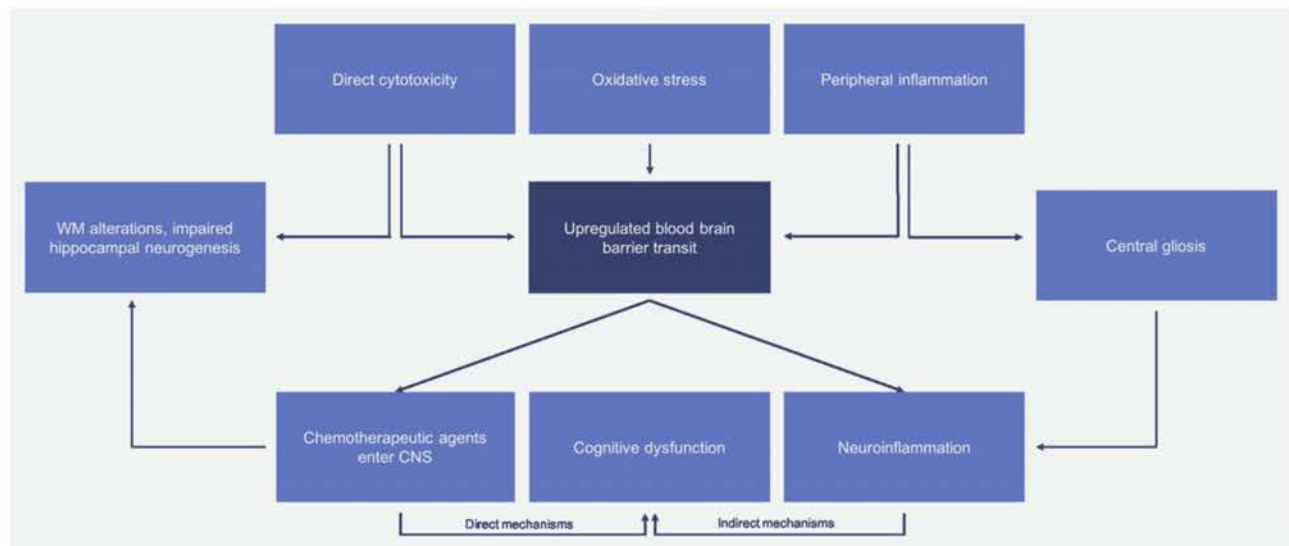 Direct cytotoxicity
Oxidative stress
Peripheral inflammation
WM alterations, impaired
hippocampal neurogenesis
Upregulated blood brain
barrier transit
Central gliosis
Chemotherapeutic agents
enter CNS
Cognitive dysfunction
Neuroinflammation
Direct mechanisms
Indirect mechanisms